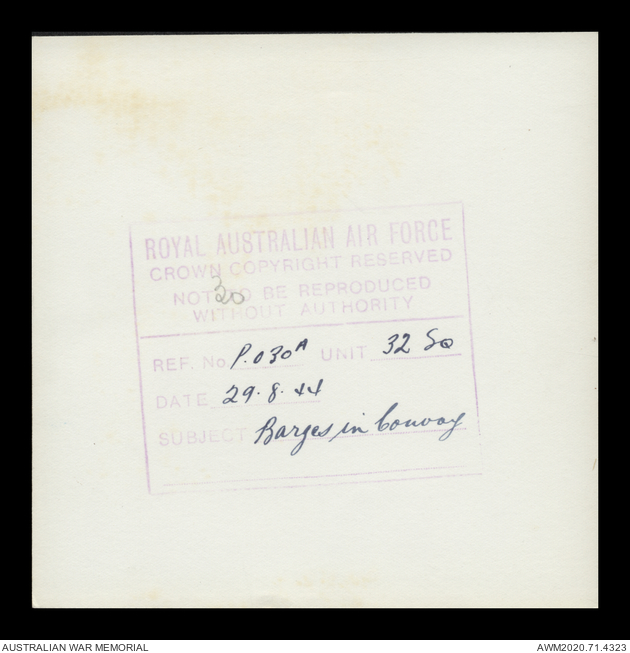 ROYAL AUSTRALIAN AIR FORCE
CROWN COPYRIGHT RESERVED
30
NOT TO BE REPRODUCED
WITHOUT AUTHORITY
REF. No P.030A UNIT 32 SQ
DATE 29.8.44
SUBJECT Barges in Convoy
AUSTRALIAN WAR MEMORIAL AWM2020.71.4323